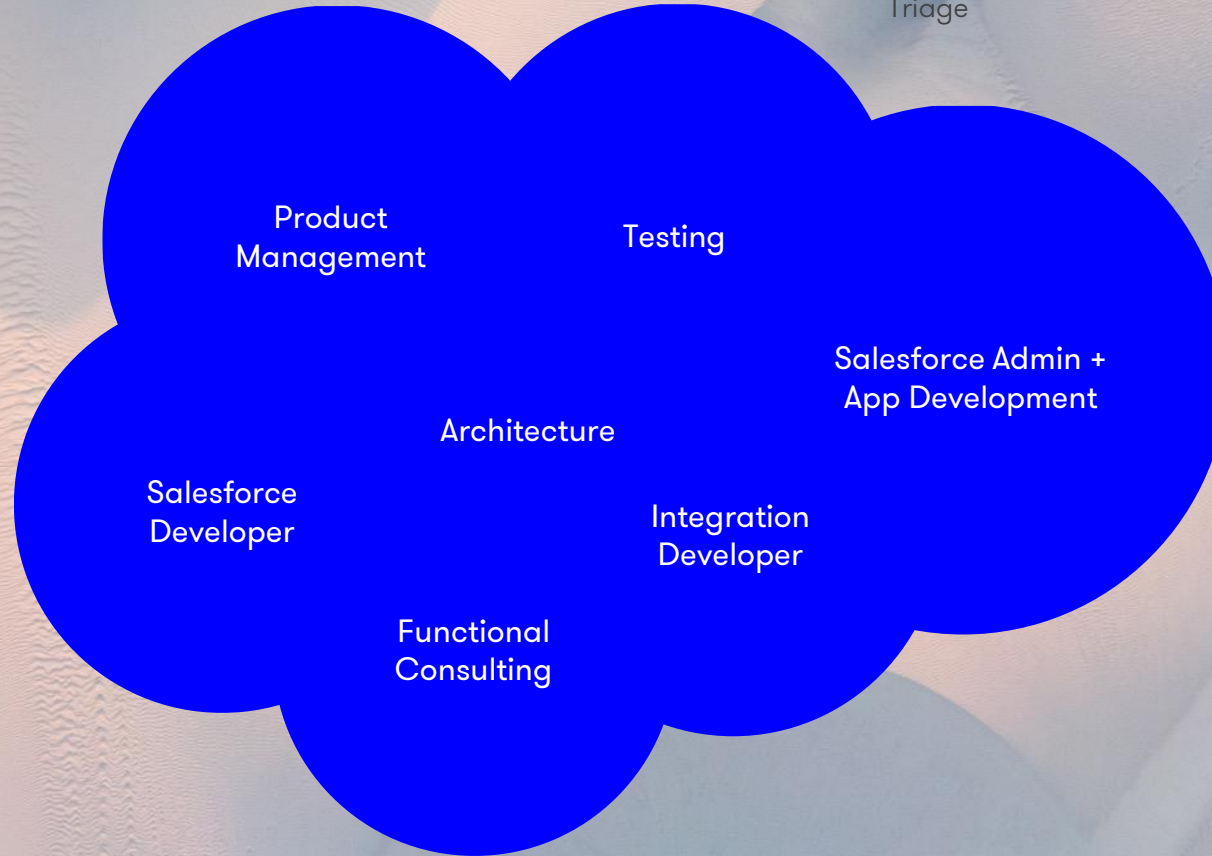 Triage
Product
Management
Testing
Salesforce Admin +
App Development
Architecture
Salesforce
Developer
Integration
Developer
Functional
Consulting